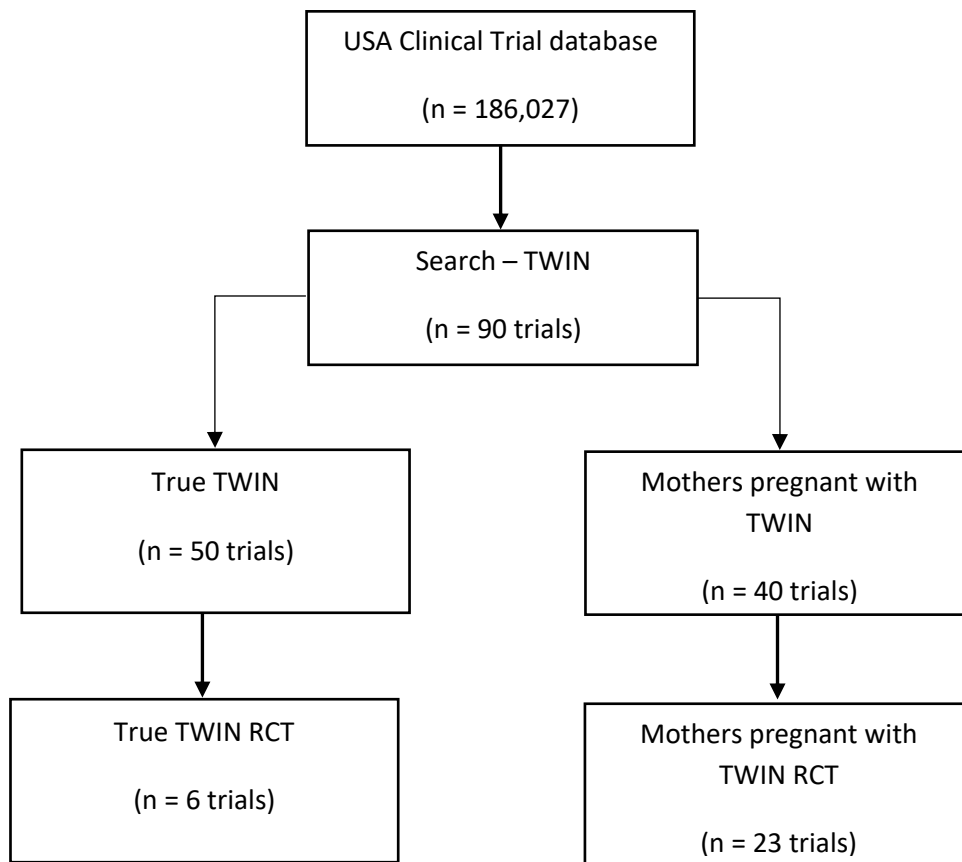 USA Clinical Trial database
(n = 186,027)
Search – TWIN
(n = 90 trials)
True TWIN
(n = 50 trials)
Mothers pregnant with
TWIN
(n = 40 trials)
True TWIN RCT
(n = 6 trials)
Mothers pregnant with
TWIN RCT
(n = 23 trials)